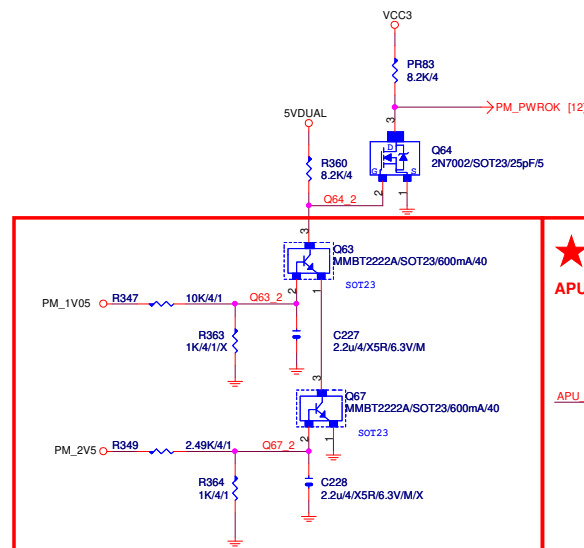 VCC3
PR83
8.2K/4
PM_PWROK [12]
5VDUAL
3
Q64
2N7002/SOT23/25pF/5
D
G
S
R360
8.2K/4
2
1
Q64_2
3
Q63
MMBT2222A/SOT23/600mA/40
SOT23
2
1
PM_1V05
R347
10K/4/1
Q63_2
R363
1K/4/1/X
C227
2.2u/4/X5R/6.3V/M
APU
3
Q67
MMBT2222A/SOT23/600mA/40
SOT23
2
1
APU_
PM_2V5
R349
2.49K/4/1
Q67_2
R364
1K/4/1
C228
2.2u/4/X5R/6.3V/M/X